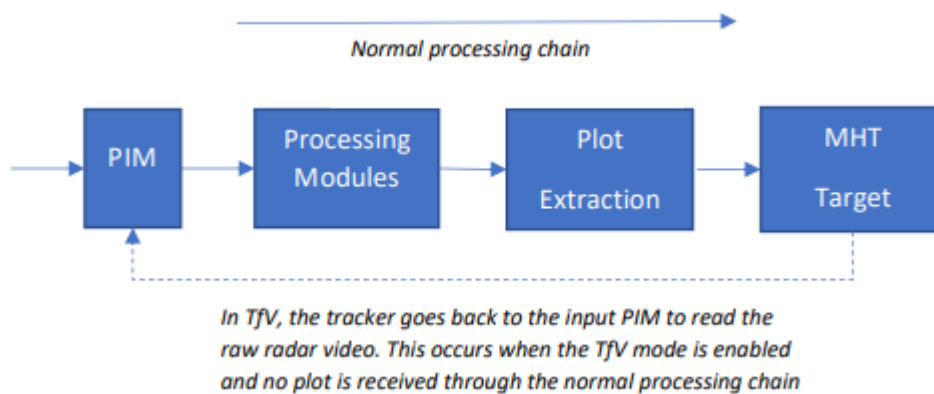 Normal processing chain
PIM
Processing
Modules
Plot
Extraction
MHT
Target
In TfV, the tracker goes back to the input PIM to read the
raw radar video. This occurs when the TfV mode is enabled
and no plot is received through the normal processing chain